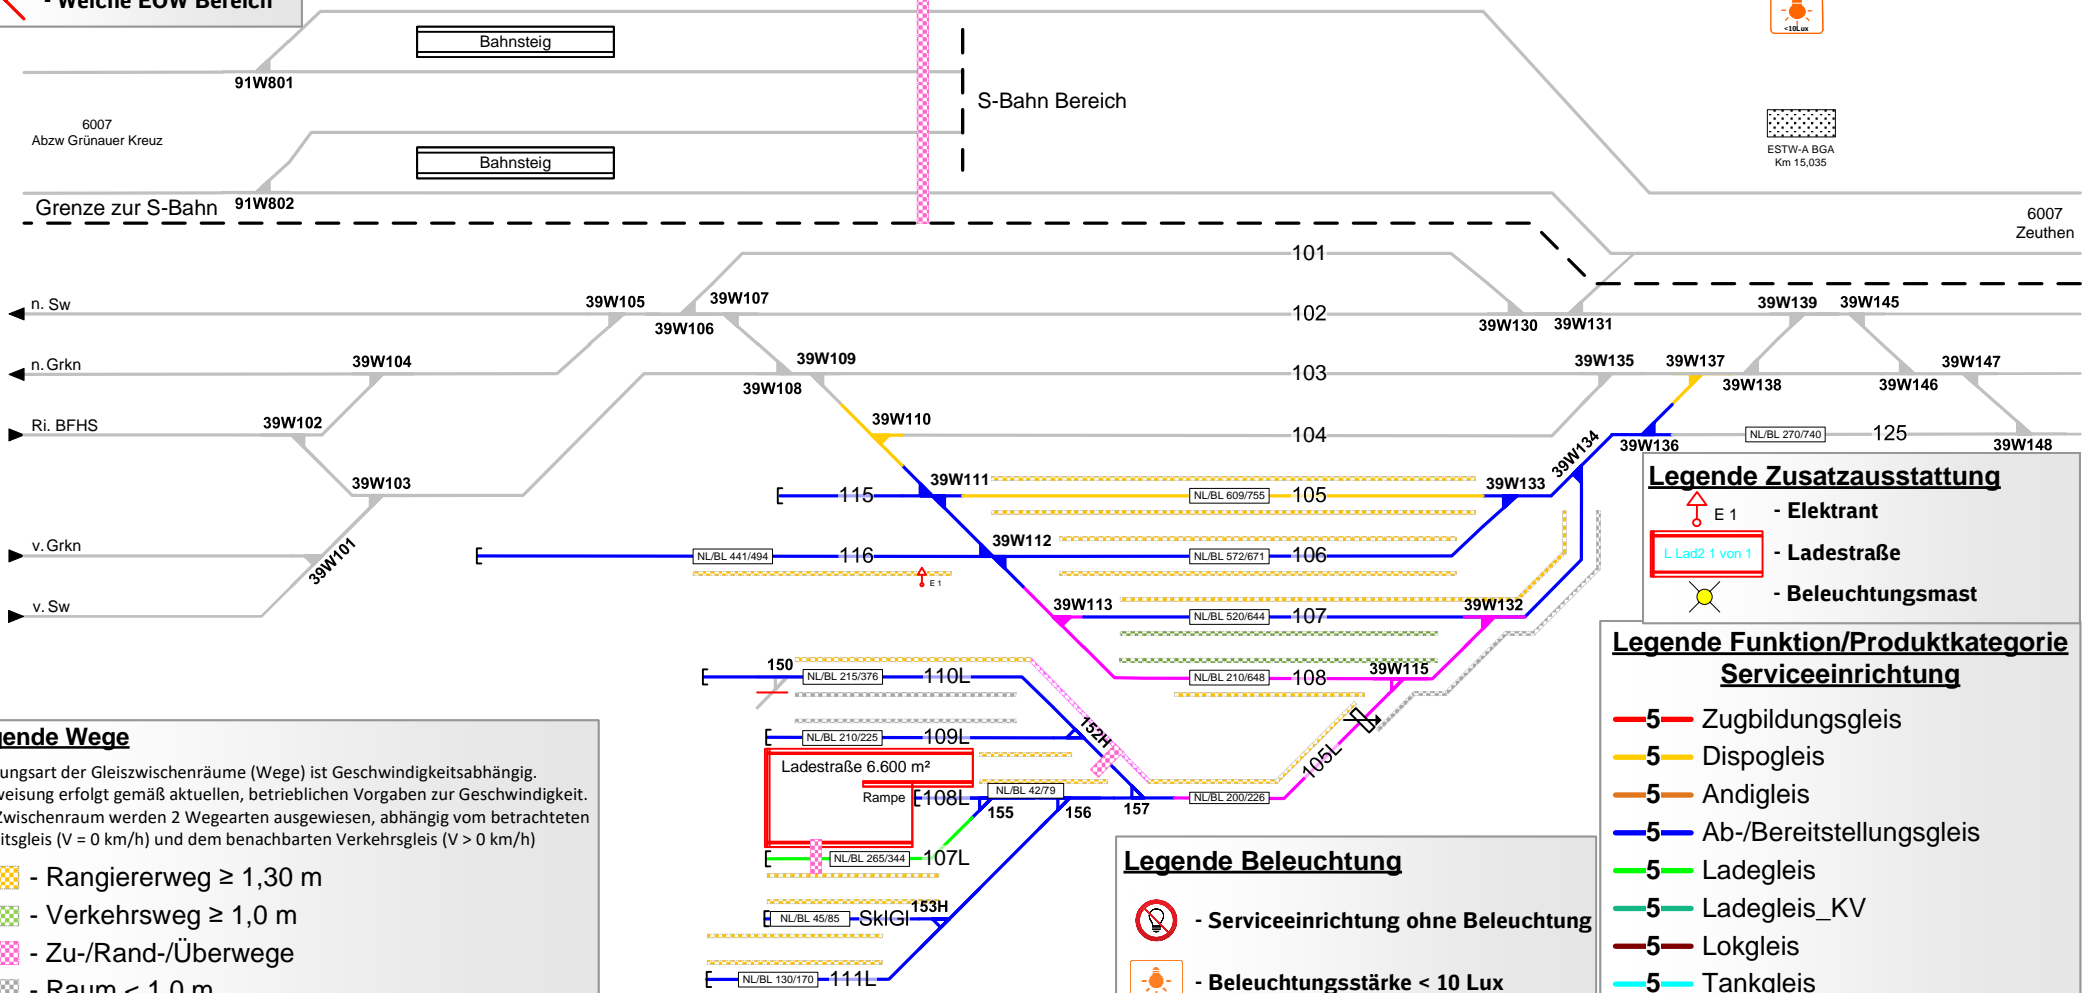 - Weiche EOW Bereich
<10Lux
Bahnsteig
91W801
S-Bahn Bereich
6007
Abzw Grünauer Kreuz
Bahnsteig
ESTW-A BGA
Km 15,035
Grenze zur S-Bahn
91W802
6007
Zeuthen
101
n. Sw
39W105
39W107
39W106
102
39W130
39W131
39W139
39W145
n. Grkn
39W104
39W109
39W108
103
39W135
39W137
39W138
39W146
39W147
Ri. BFHS
39W102
39W110
104
39W134
39W136
NL/BL 270/740
125
39W148
39W103
115
39W111
NL/BL 609/755
105
39W133
v. Grkn
39W101
NL/BL 441/494
116
39W112
NL/BL 572/671
106
E 1
v. Sw
39W113
NL/BL 520/644
107
39W132
150
NL/BL 215/376
110L
NL/BL 210/648
108
39W115
NL/BL 210/225
109L
152H
105L
Ladestraße 6.600 m²
Rampe
108L
NL/BL 42/79
155
156
157
NL/BL 200/226
NL/BL 265/344
107L
NL/BL 45/85
SklGl
153H
NL/BL 130/170
111L
Legende Zusatzausstattung
E 1
- Elektrant
L Lad2 1 von 1
- Ladestraße
- Beleuchtungsmast
Legende Funktion/Produktkategorie
Serviceeinrichtung
5 Zugbildungsgleis
5 Dispogleis
5 Andigleis
5 Ab-/Bereitstellungsgleis
5 Ladegleis
5 Ladegleis_KV
5 Lokgleis
5 Tankgleis
gende Wege
ungsart der Gleiszwischenräume (Wege) ist Geschwindigkeitsabhängig.
weisung erfolgt gemäß aktuellen, betrieblichen Vorgaben zur Geschwindigkeit.
Zwischenraum werden 2 Wegearten ausgewiesen, abhängig vom betrachteten
itsgleis (V = 0 km/h) und dem benachbarten Verkehrsgleis (V > 0 km/h)
- Rangiererweg ≥ 1,30 m
- Verkehrsweg ≥ 1,0 m
- Zu-/Rand-/Überwege
- Raum < 1,0 m
Legende Beleuchtung
- Serviceeinrichtung ohne Beleuchtung
- Beleuchtungsstärke < 10 Lux